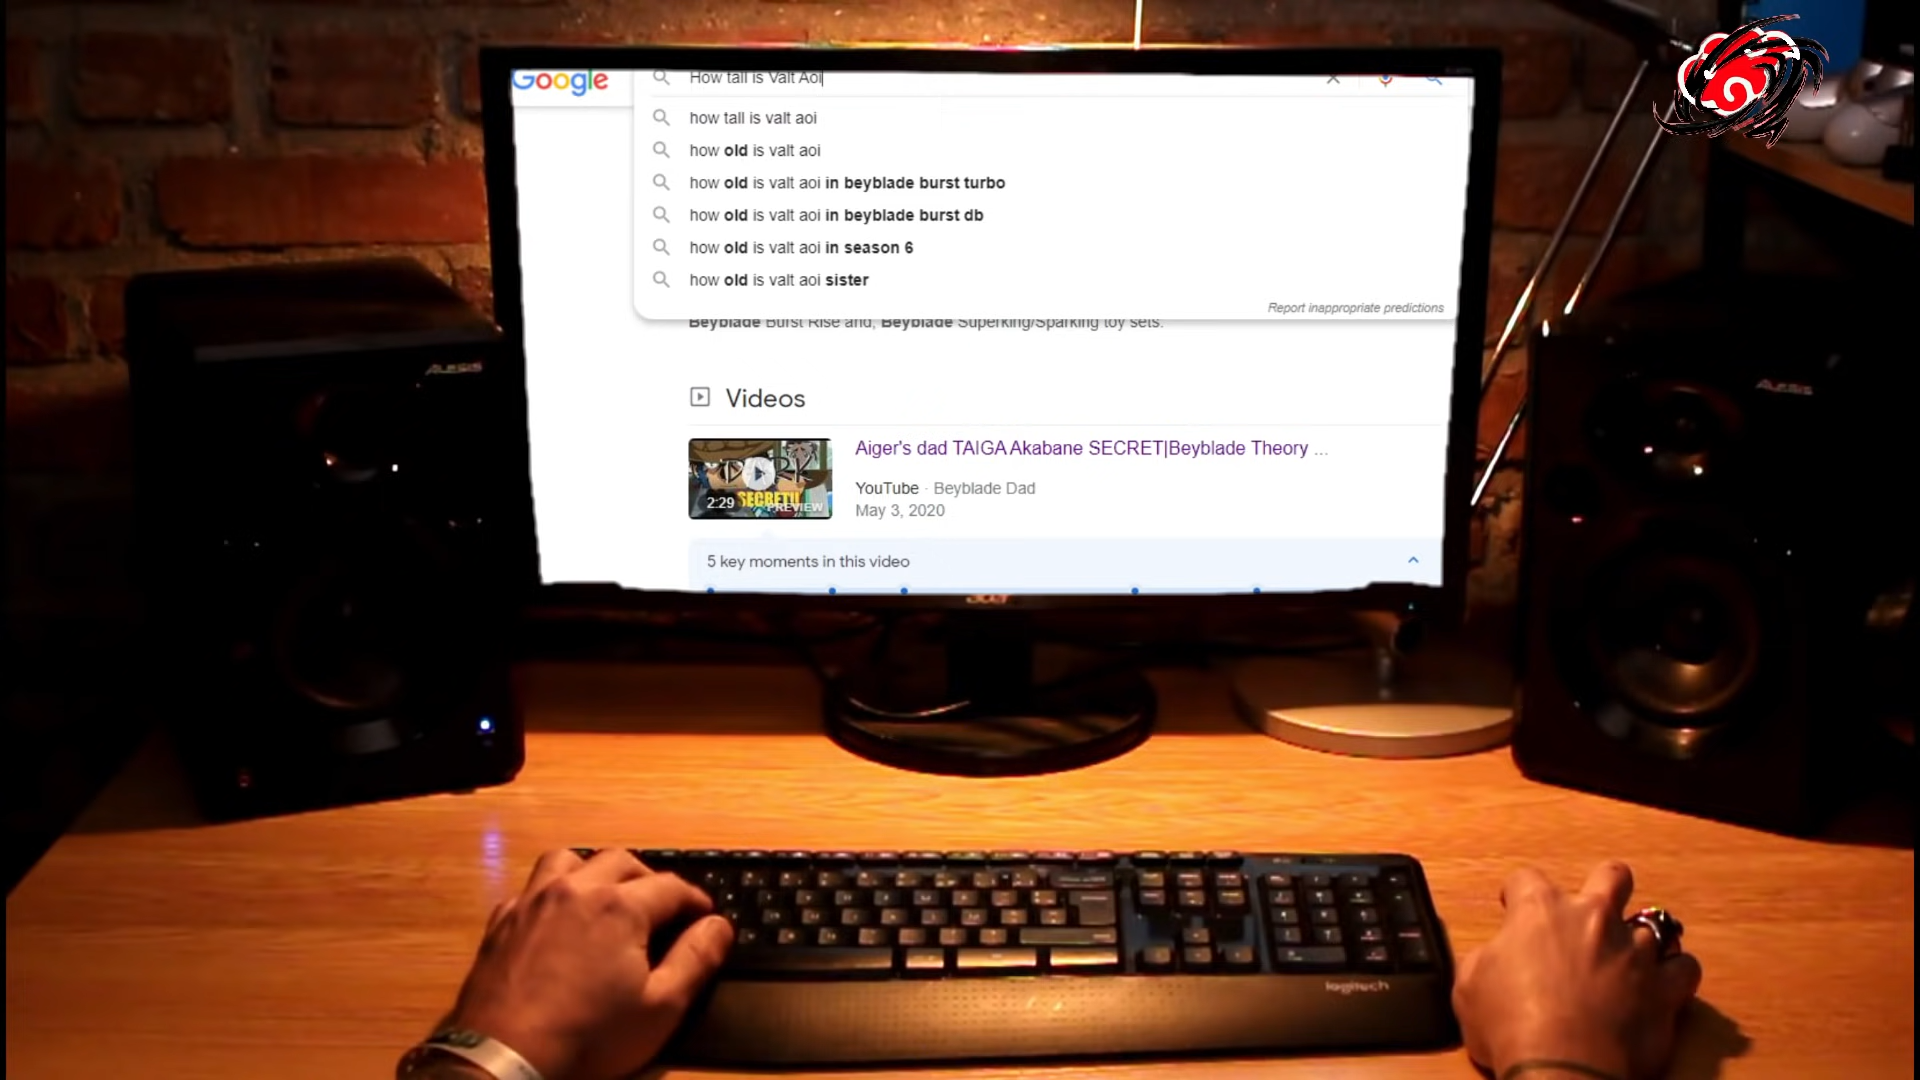 Google
How tall is Valt Aoi
how tall is valt aoi
how old is valt aoi
how old is valt aoi in beyblade burst turbo
how old is valt aoi in beyblade burst db
how old is valt aoi in season 6
how old is valt aoi sister
Report inappropriate predictions
Beyblade Burst Rise and, Beyblade Superking/Sparking toy sets.
Videos
Aiger's dad TAIGA Akabane SECRET|Beyblade Theory ...
DARK
SECRET!!
2:29
PREVIEW
YouTube · Beyblade Dad
May 3, 2020
5 key moments in this video
acer
ALESIS
ALESIS
logitech